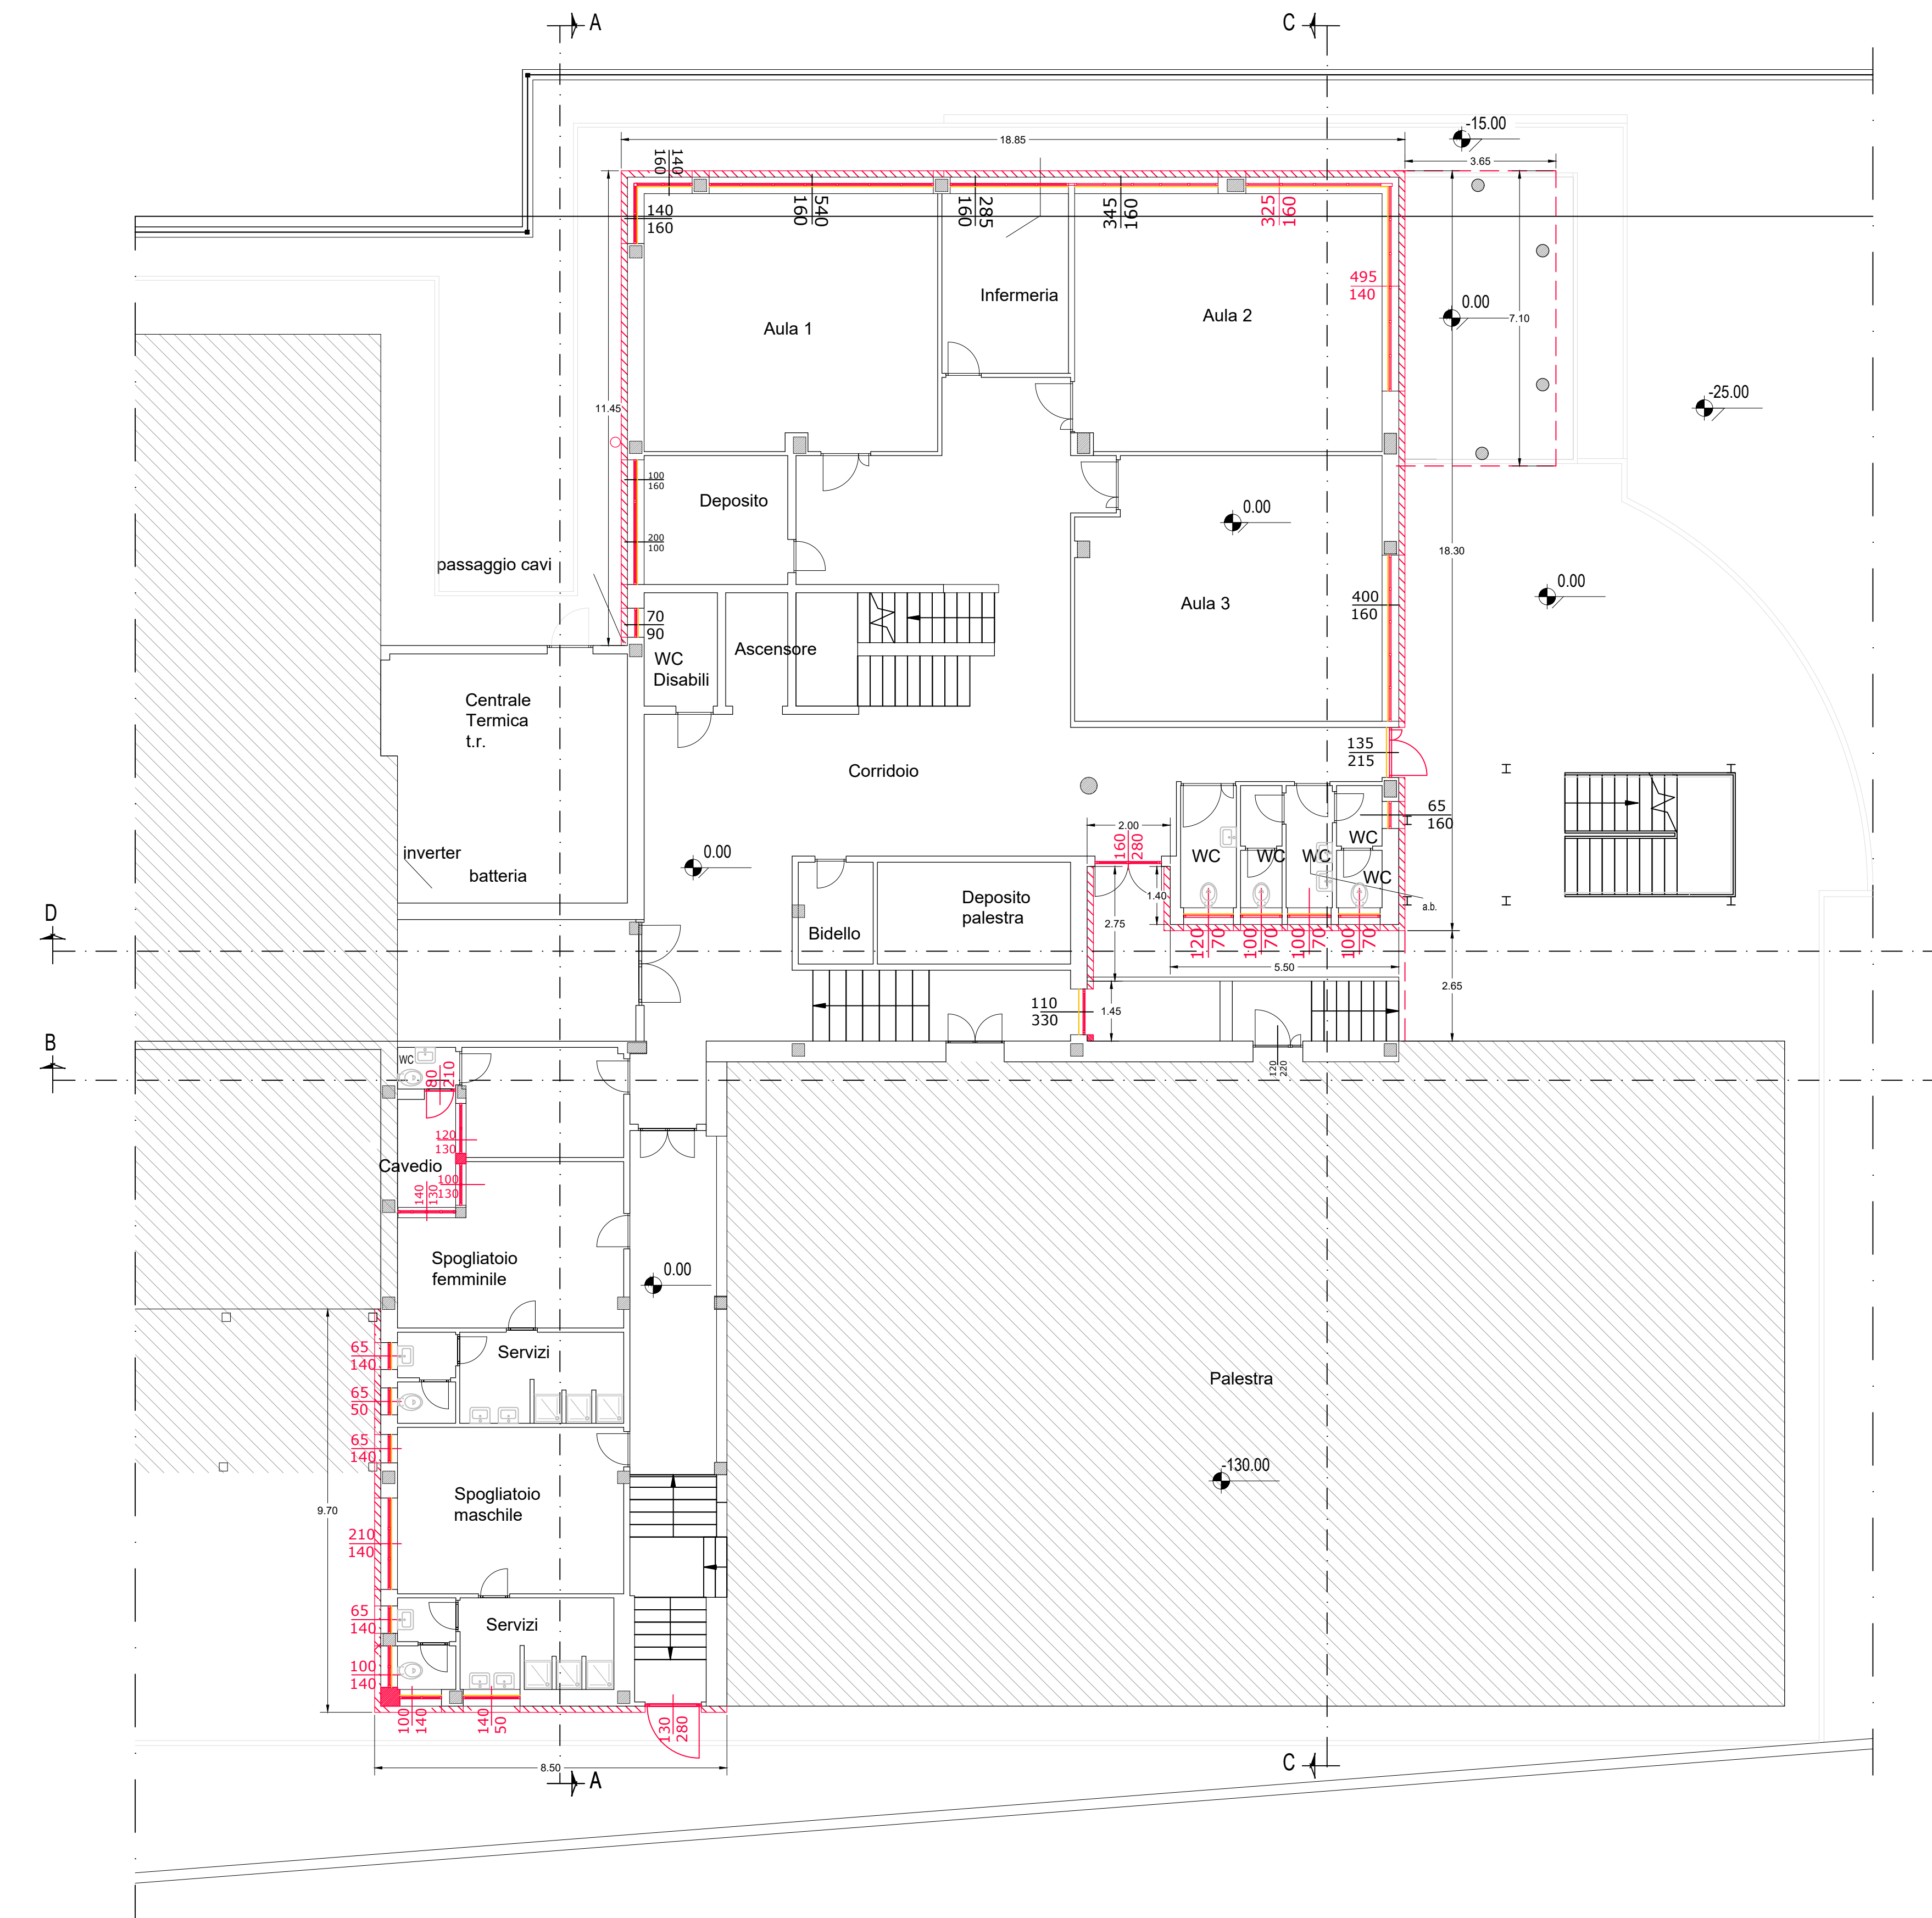 A
C
-15.00
18.85
3.65
140
160
140
160
540
160
285
160
345
160
325
160
495
140
Infermeria
Aula 1
Aula 2
0.00
7.10
-25.00
11.45
100
160
Deposito
0.00
200
100
18.30
passaggio cavi
0.00
400
160
Aula 3
70
90
WC
Disabili
Ascensore
Centrale
Termica
t.r.
Corridoio
135
215
65
160
2.00
160
280
inverter
batteria
0.00
WC
WC
WC
WC
WC
a.b.
Deposito
palestra
Bidello
1.40
2.75
D
120
70
100
70
100
70
100
70
5.50
2.65
110
330
1.45
B
WC
80
210
120
220
120
130
Cavedio
100
130
140
130
Spogliatoio
femminile
0.00
65
140
Servizi
65
50
Palestra
65
140
-130.00
Spogliatoio
maschile
9.70
210
140
65
140
Servizi
100
140
100
140
140
50
130
280
8.50
A
C